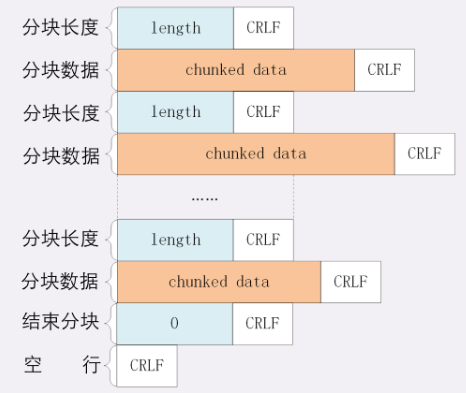 分块长度 length CRLF
分块数据 chunked data CRLF
分块长度 length CRLF
分块数据 chunked data CRLF
……
分块长度 length CRLF
分块数据 chunked data CRLF
结束分块 0 CRLF
空 行 CRLF